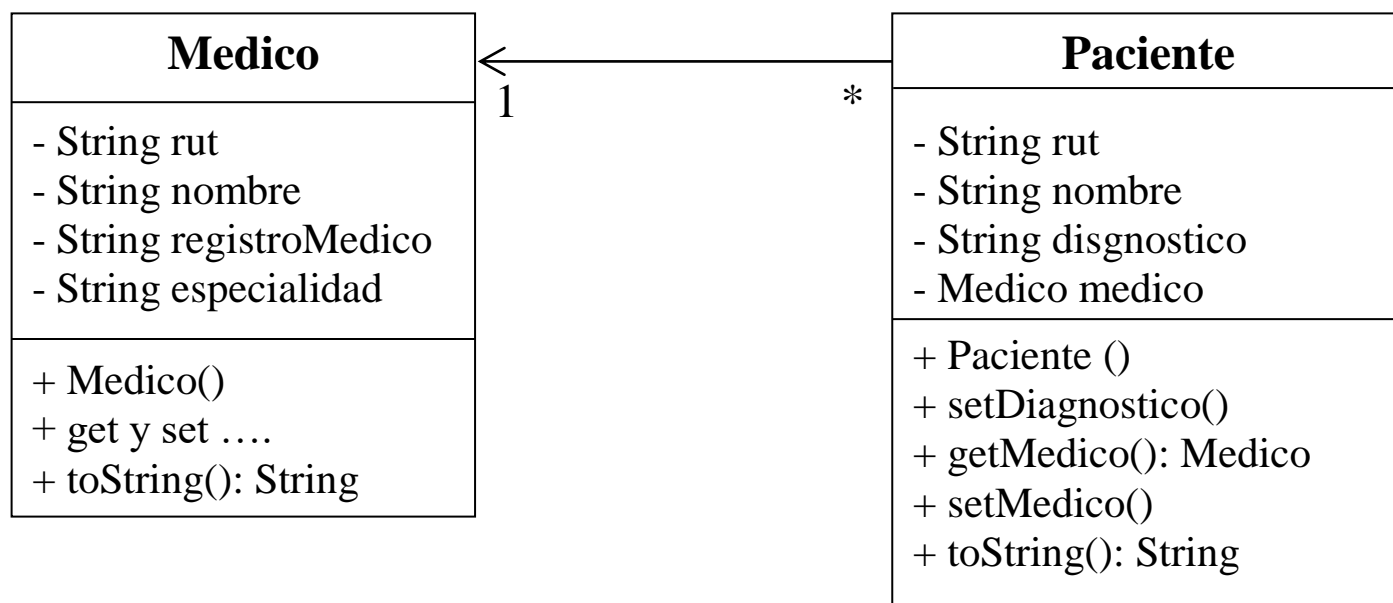 Medico
- String rut
- String nombre
- String registroMedico
- String especialidad
+ Medico()
+ get y set ….
+ toString(): String
1
*
Paciente
- String rut
- String nombre
- String disgnostico
- Medico medico
+ Paciente ()
+ setDiagnostico()
+ getMedico(): Medico
+ setMedico()
+ toString(): String